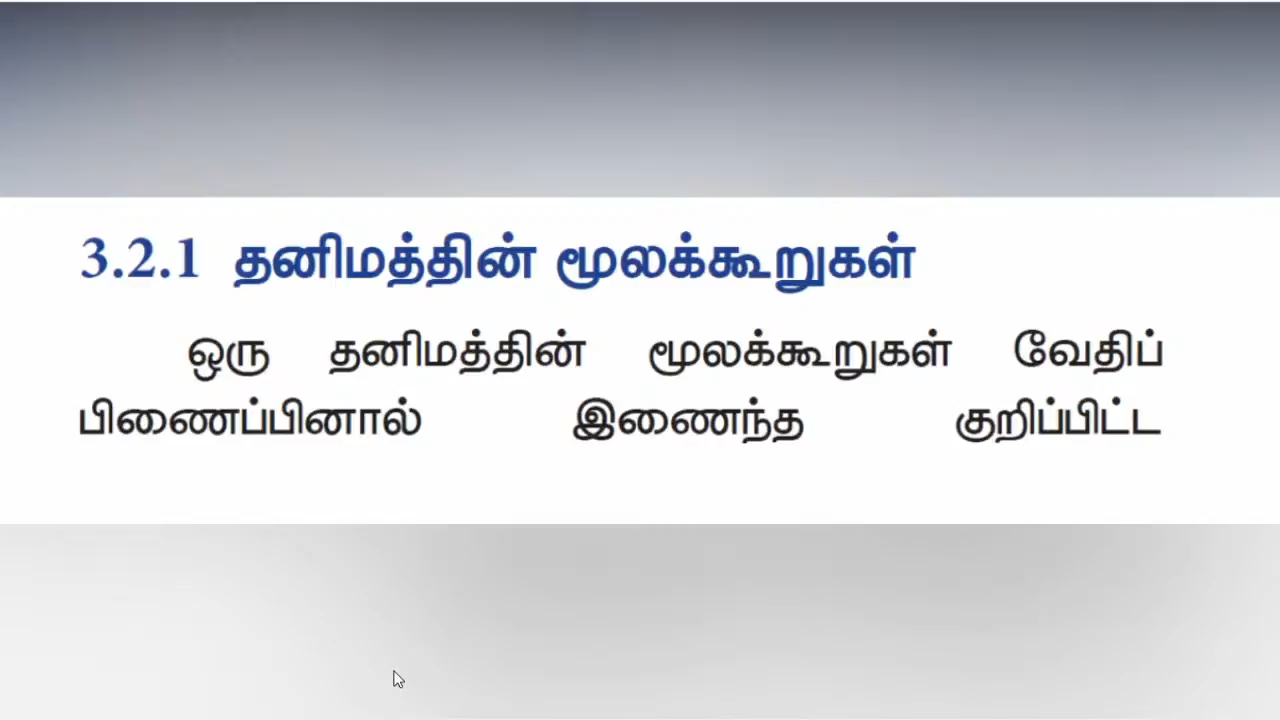 3.2.1 தனிமத்தின் மூலக்கூறுகள்
ஒரு தனிமத்தின் மூலக்கூறுகள் வேதிப்
பிணைப்பினால் இணைந்த குறிப்பிட்ட